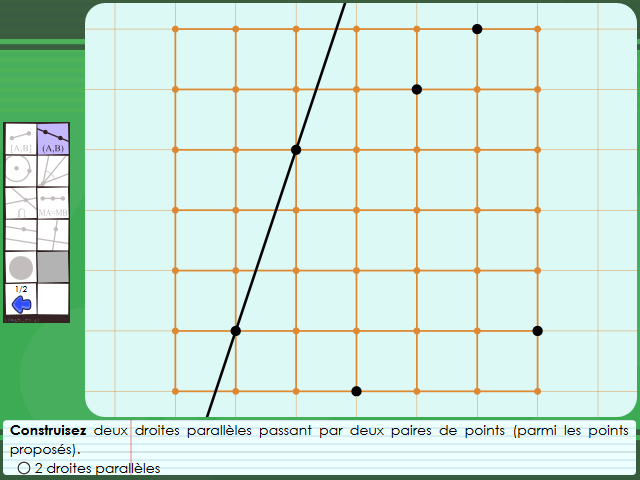 [A,B] (A,B)
∩ MA=MB
1/2
Construisez deux droites parallèles passant par deux paires de points (parmi les points
proposés).
2 droites parallèles